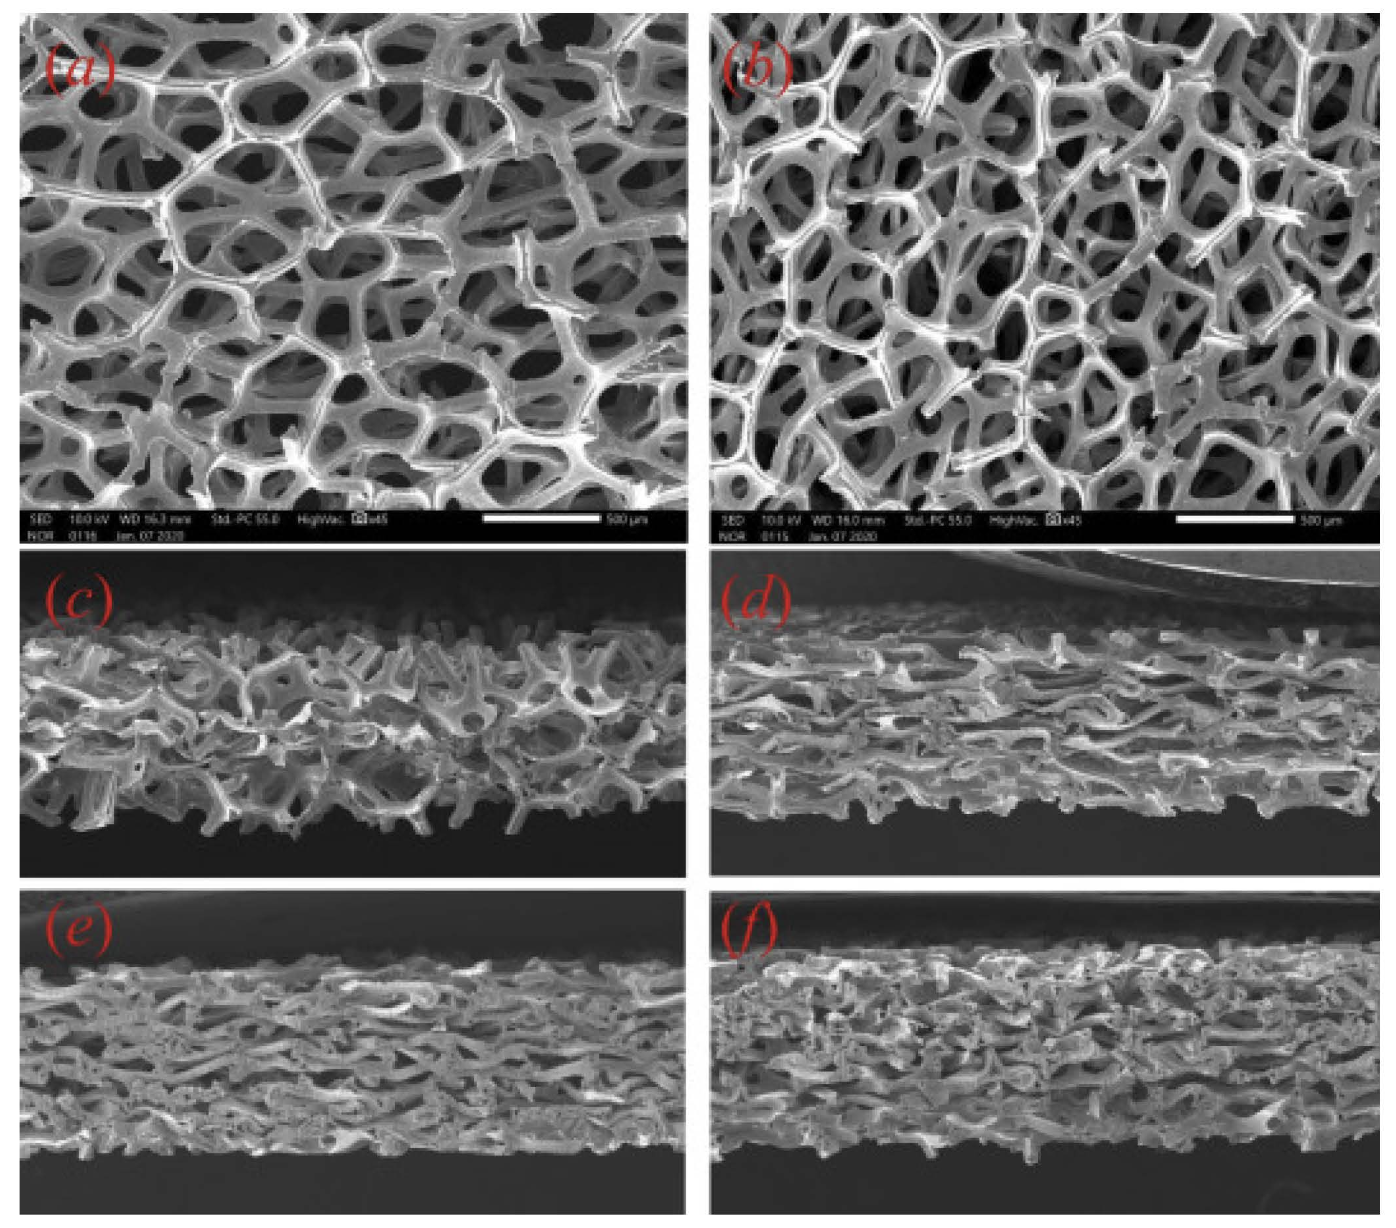 (a)
(b)
SED 10.0 kV WD 16.3 mm Std.-PC 55.0 HighVac. x45 500 µm
NOR 0116 Jan. 07 2020
SED 10.0 kV WD 16.0 mm Std.-PC 55.0 HighVac. x45 500 µm
NOR 0115 Jan. 07 2020
(c)
(d)
(e)
(f)